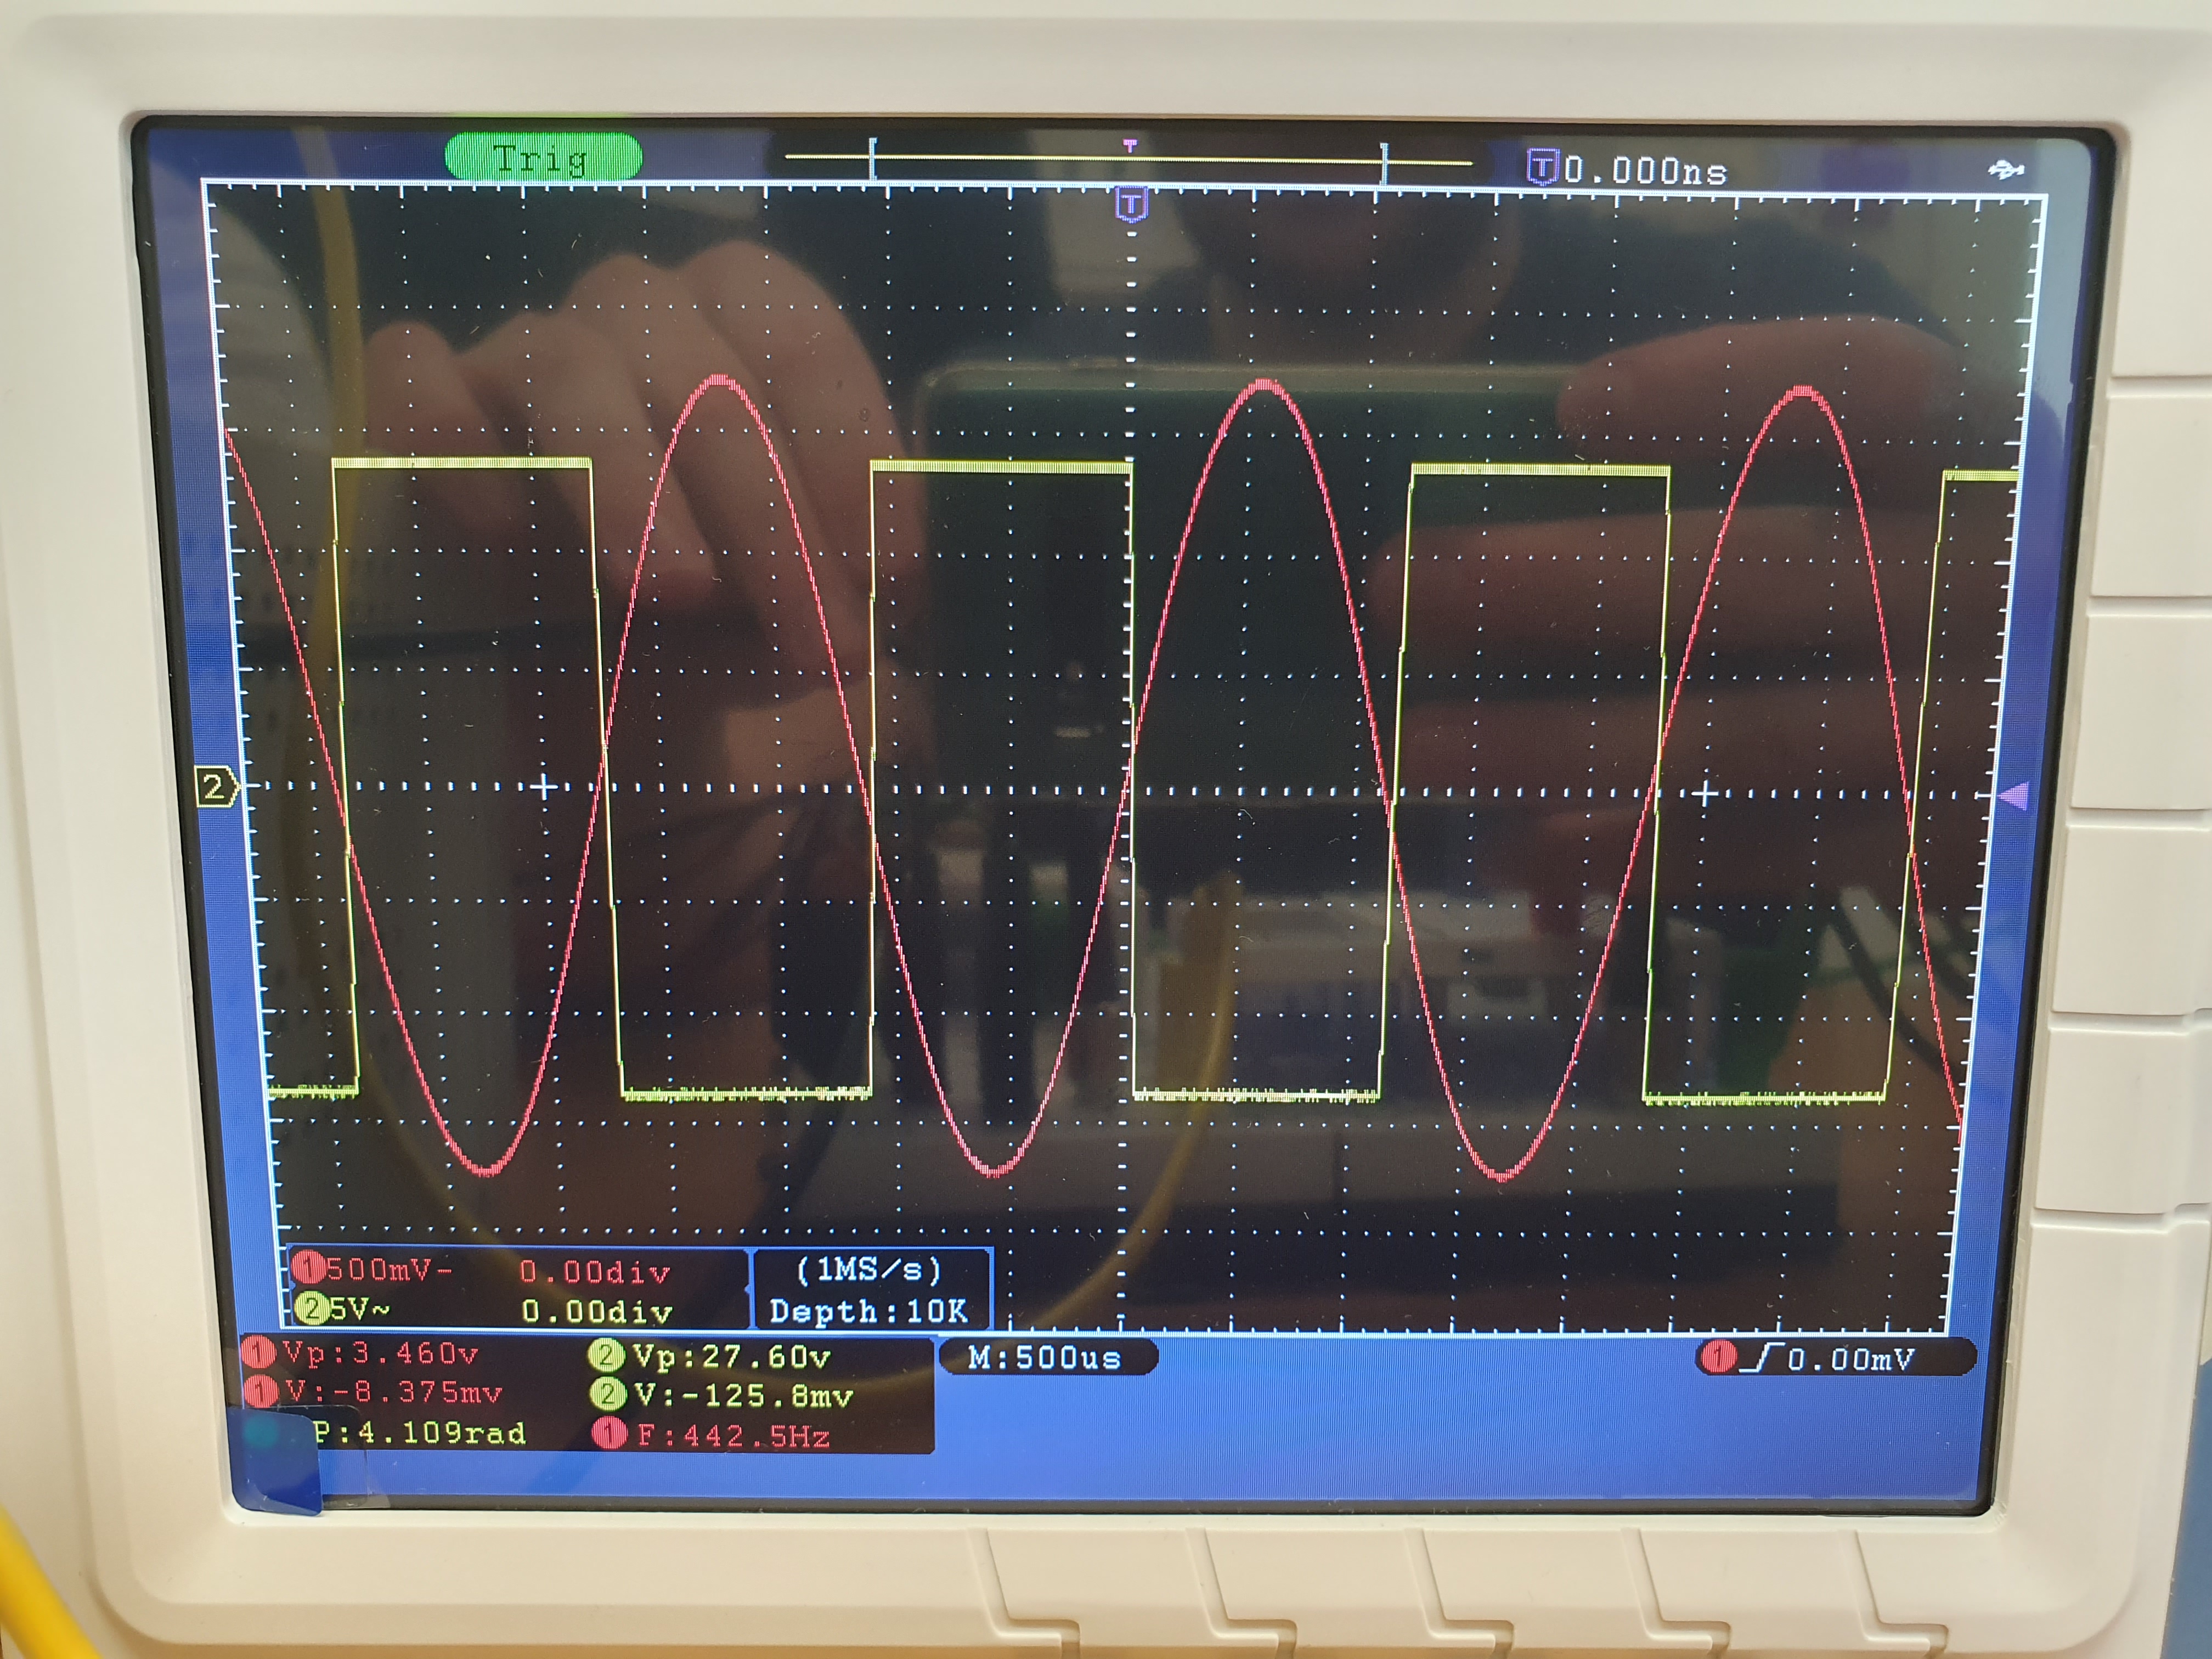 Trig T T 0.000ns
2
1 500mV- 0.00div (1MS/s)
2 5V~ 0.00div Depth:10K
1 Vp:3.460v 2 Vp:27.60v M:500us 1 0.00mV
1 V:-8.375mv 2 V:-125.8mv
P:4.109rad 1 F:442.5Hz